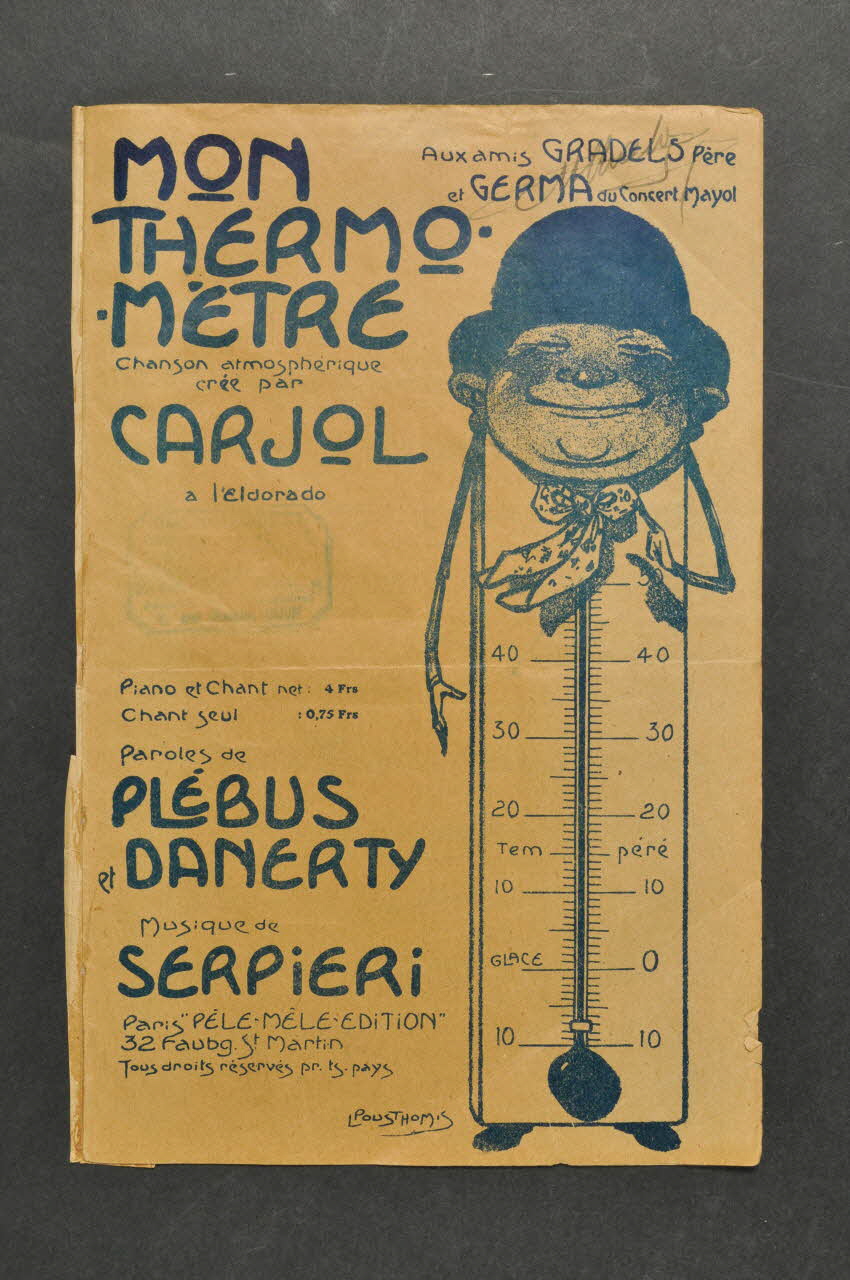 MON
THERMO-
-MÈTRE
Chanson atmosphérique
crée par
CARJOL
a l'Eldorado
Aux amis GRADELS Père
et GERMA du Concert Mayol
Piano et Chant net : 4 Frs
Chant seul : 0,75 Frs
Paroles de
PLÉBUS
et DANERTY
Musique de
SERPiERi
Paris "PÊLE-MÊLE-EDiTiON"
32 Faubg. St Martin
Tous droits réservés pr. ts. pays
LPOUSTHOMIS
40 40
30 30
20 20
Tem péré
10 10
GLACE 0
10 10